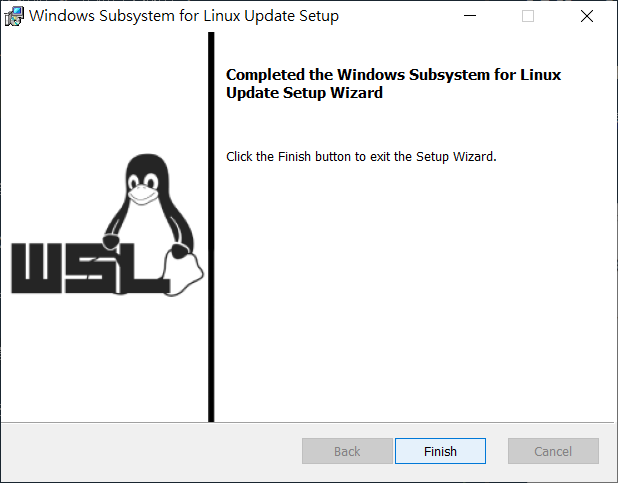 Windows Subsystem for Linux Update Setup
Completed the Windows Subsystem for Linux
Update Setup Wizard
Click the Finish button to exit the Setup Wizard.
WSL
Back
Finish
Cancel